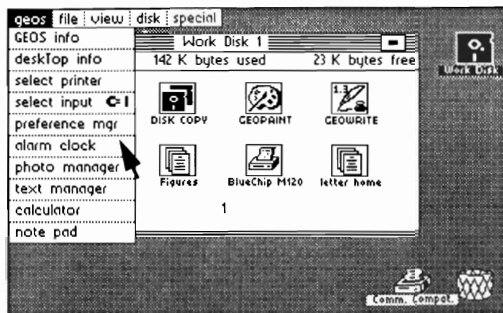 geos file view disk special
GEOS info
deskTop info
select printer
select input C= I
preference mgr
alarm clock
photo manager
text manager
calculator
note pad
Work Disk 1
142 K bytes used 23 K bytes free
DISK COPY GEOPAINT GEOWRITE
Figures BlueChip M120 letter home
1
Work Disk
Comm. Compat.